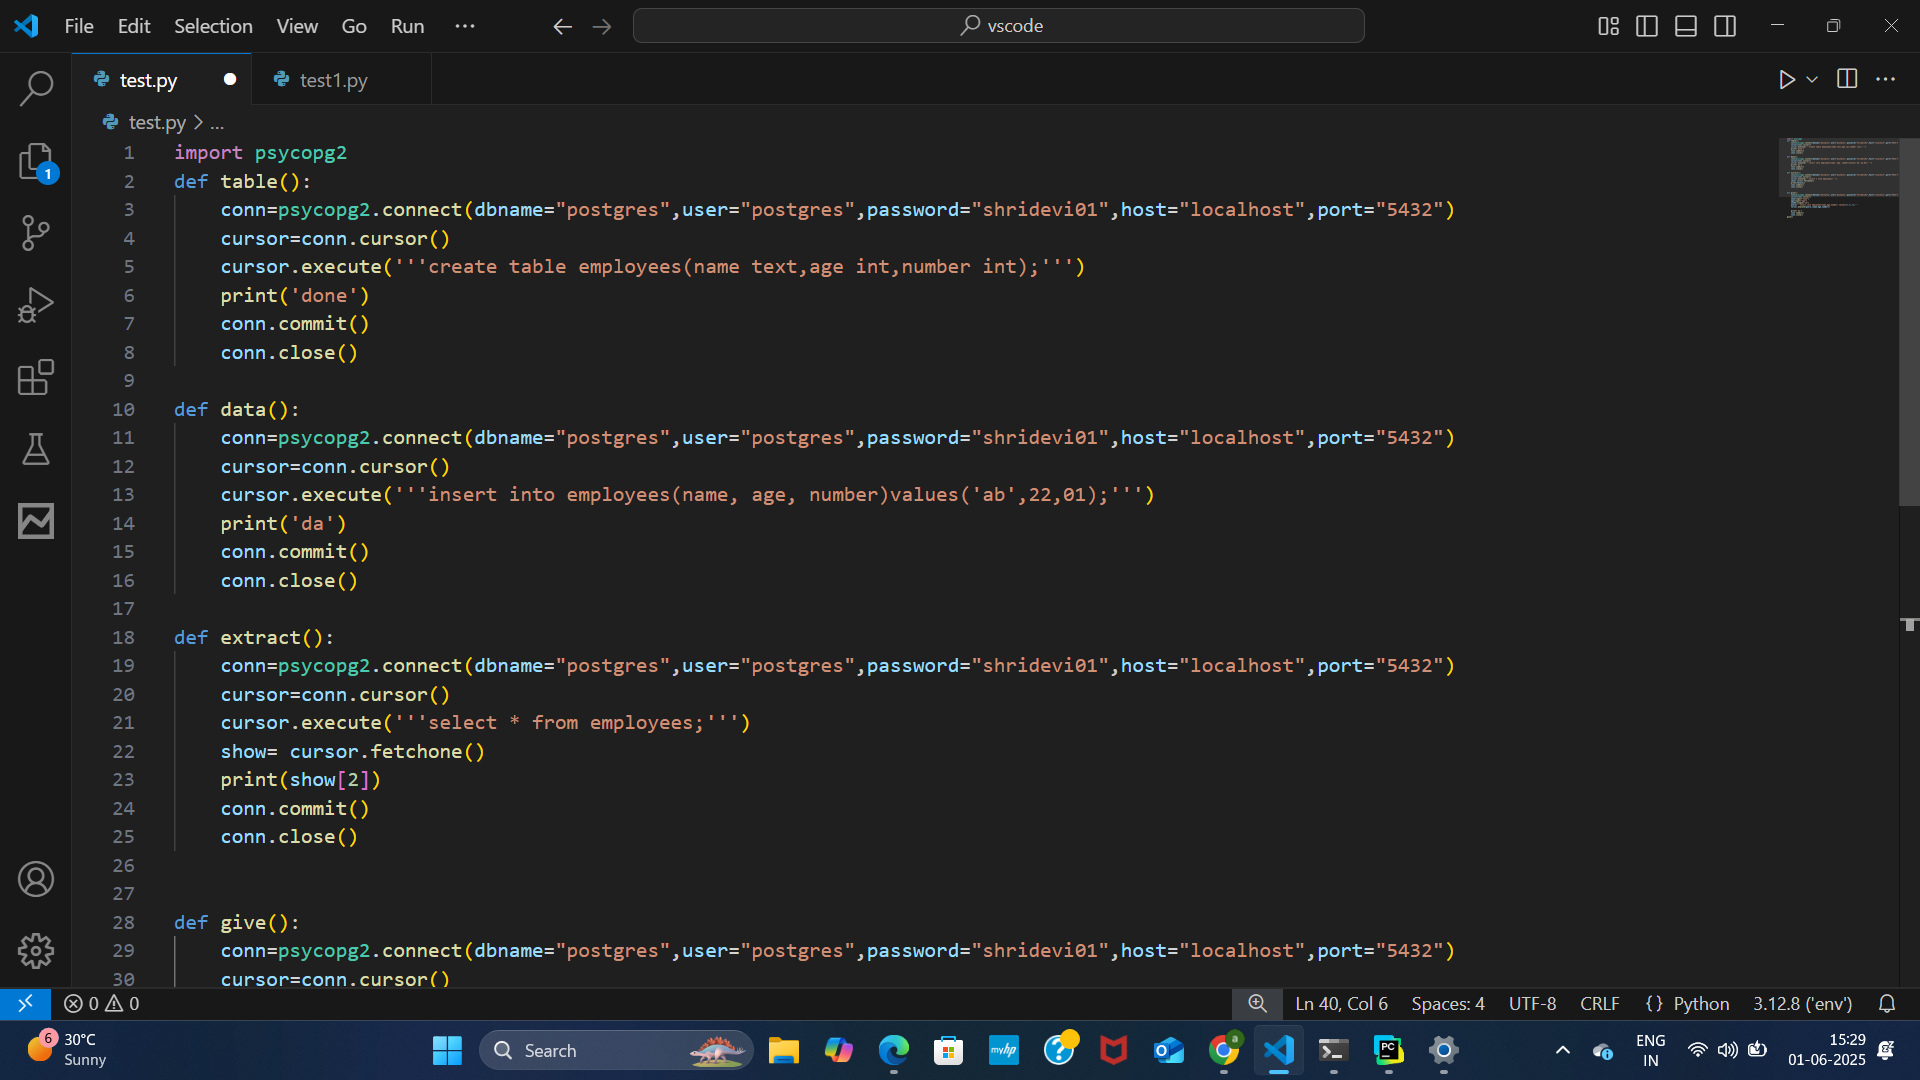 File Edit Selection View Go Run ... vscode
test.py test1.py
test.py > ...
1 import psycopg2
2 def table():
3     conn=psycopg2.connect(dbname="postgres",user="postgres",password="shridevi01",host="localhost",port="5432")
4     cursor=conn.cursor()
5     cursor.execute('''create table employees(name text,age int,number int);''')
6     print('done')
7     conn.commit()
8     conn.close()
9
10 def data():
11     conn=psycopg2.connect(dbname="postgres",user="postgres",password="shridevi01",host="localhost",port="5432")
12     cursor=conn.cursor()
13     cursor.execute('''insert into employees(name, age, number)values('ab',22,01);''')
14     print('da')
15     conn.commit()
16     conn.close()
17
18 def extract():
19     conn=psycopg2.connect(dbname="postgres",user="postgres",password="shridevi01",host="localhost",port="5432")
20     cursor=conn.cursor()
21     cursor.execute('''select * from employees;''')
22     show= cursor.fetchone()
23     print(show[2])
24     conn.commit()
25     conn.close()
26
27
28 def give():
29     conn=psycopg2.connect(dbname="postgres",user="postgres",password="shridevi01",host="localhost",port="5432")
30     cursor=conn.cursor()
1
0 0 Ln 40, Col 6 Spaces: 4 UTF-8 CRLF {} Python 3.12.8 ('env')
6 30°C
Sunny
Search
myhp
PC
a
ENG
IN
15:29
01-06-2025